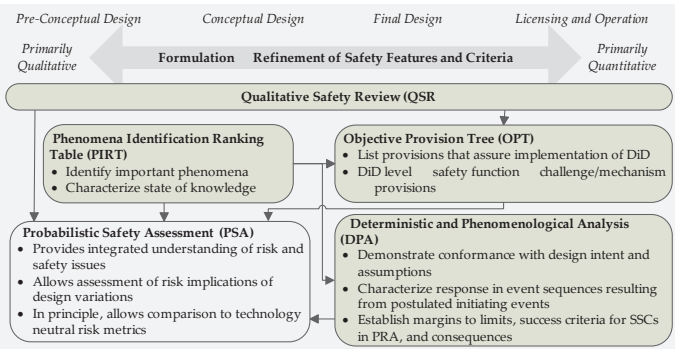 Pre-Conceptual Design Conceptual Design Final Design Licensing and Operation
Primarily
Qualitative
Formulation Refinement of Safety Features and Criteria
Primarily
Quantitative
Qualitative Safety Review (QSR
Phenomena Identification Ranking
Table (PIRT)
• Identify important phenomena
• Characterize state of knowledge
Objective Provision Tree (OPT)
• List provisions that assure implementation of DiD
• DiD level safety function challenge/mechanism
provisions
Probabilistic Safety Assessment (PSA)
• Provides integrated understanding of risk and
safety issues
• Allows assessment of risk implications of
design variations
• In principle, allows comparison to technology
neutral risk metrics
Deterministic and Phenomenological Analysis
(DPA)
• Demonstrate conformance with design intent and
assumptions
• Characterize response in event sequences resulting
from postulated initiating events
• Establish margins to limits, success criteria for SSCs
in PRA, and consequences